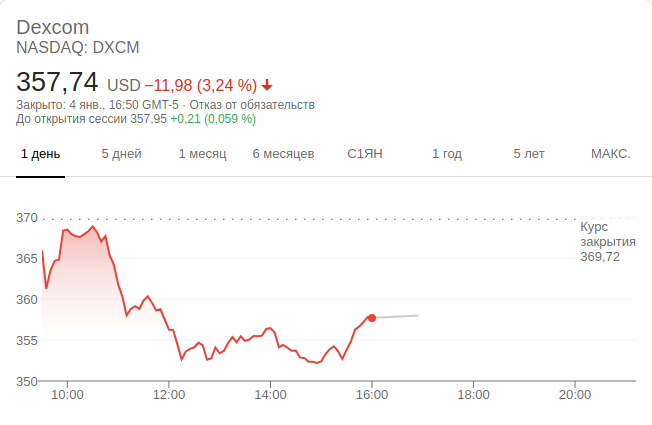 Dexcom
NASDAQ: DXCM
357,74 USD −11,98 (3,24 %)
Закрыто: 4 янв., 16:50 GMT-5 · Отказ от обязательств
До открытия сессии 357,95 +0,21 (0,059 %)
1 день 5 дней 1 месяц 6 месяцев С1ЯН 1 год 5 лет МАКС.
370
Курс
закрытия
369,72
365
360
355
350
10:00 12:00 14:00 16:00 18:00 20:00